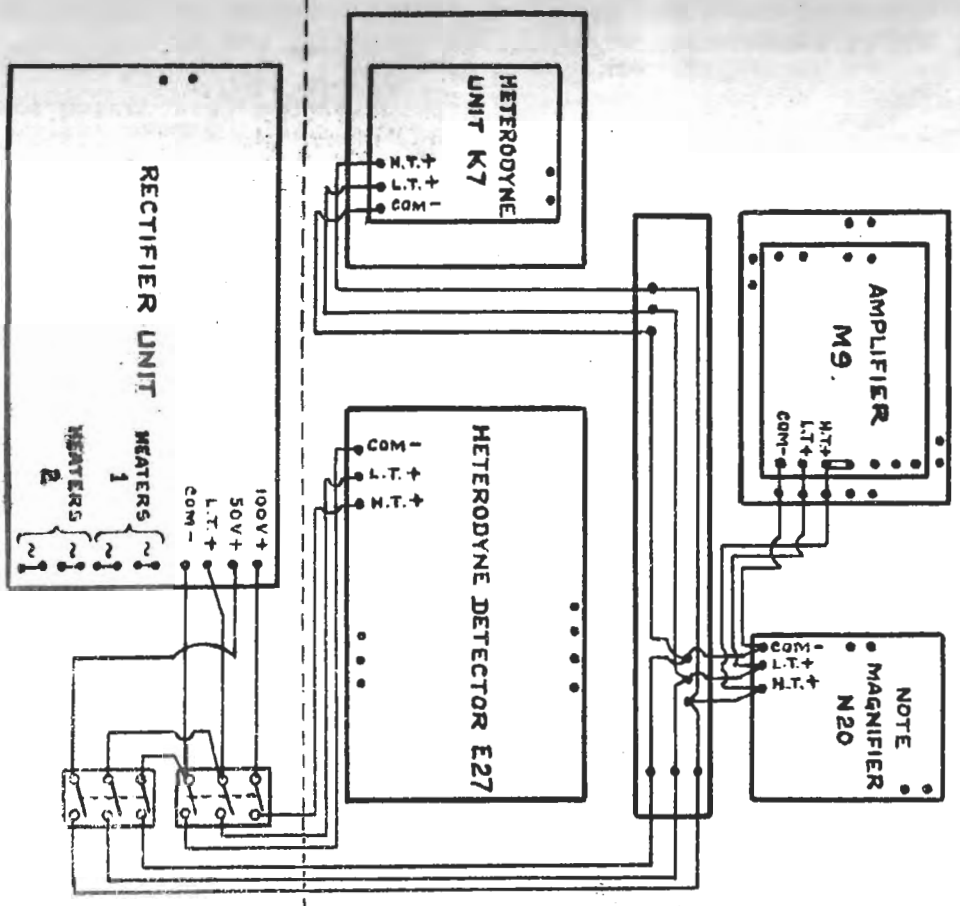 RECTIFIER UNIT
HEATERS
1
HEATERS
2
~
~
~
~
COM -
L.T. +
50V +
100V +
HETERODYNE
UNIT K7
H.T. +
L.T. +
COM -
HETERODYNE DETECTOR E27
COM -
L.T. +
H.T. +
AMPLIFIER
M9.
COM -
L.T +
H.T. +
NOTE
MAGNIFIER
N20
COM -
L.T. +
H.T. +